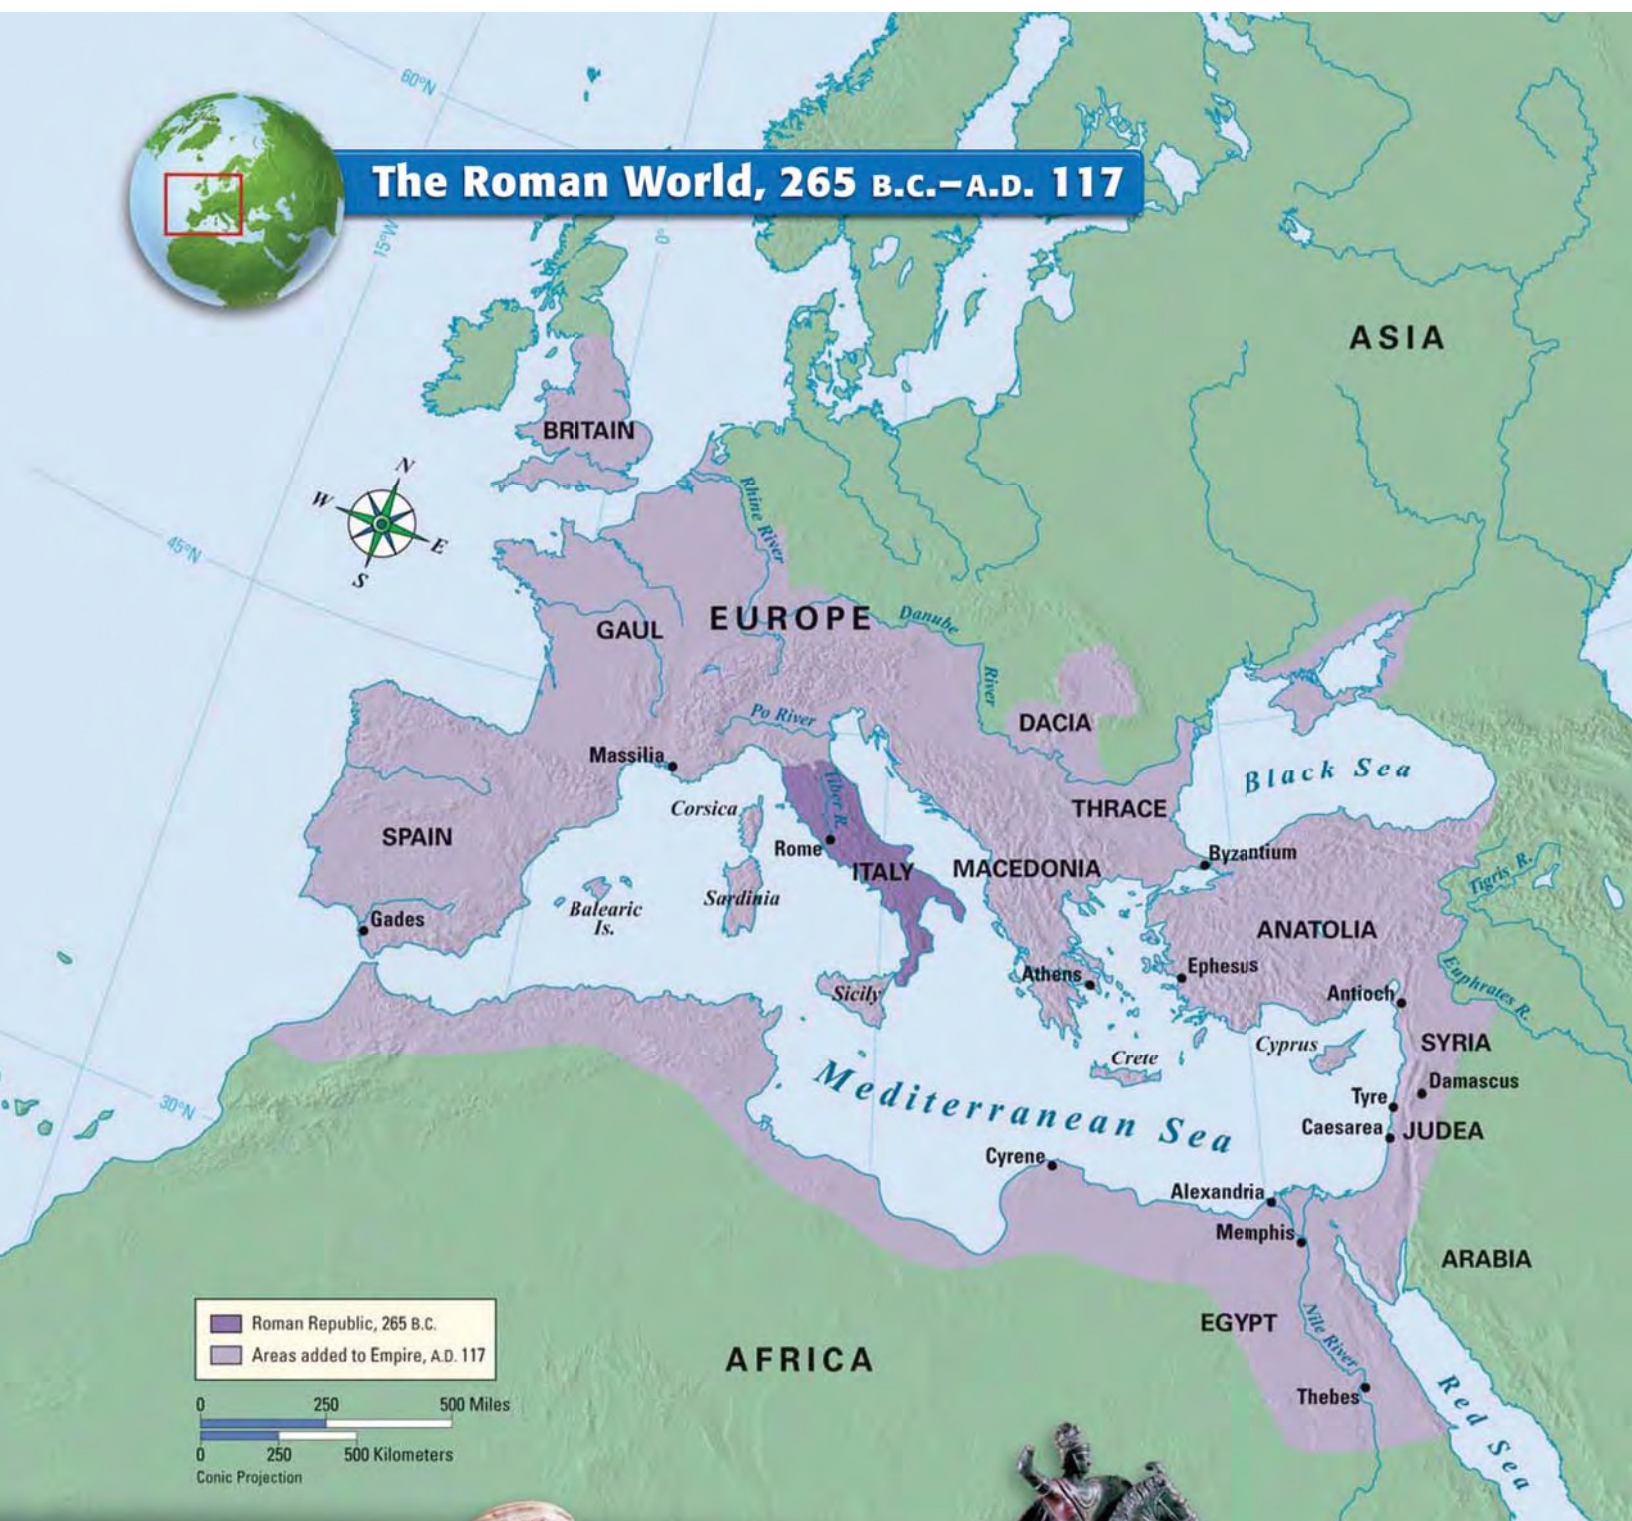 60°N
The Roman World, 265 B.C.–A.D. 117
15°W
0°
ASIA
BRITAIN
N
W
E
S
45°N
Rhine River
GAUL
EUROPE
Danube
River
DACIA
Po River
Massilia
Black Sea
Corsica
Tiber R.
THRACE
SPAIN
Rome
ITALY
MACEDONIA
Byzantium
Tigris R.
Sardinia
Balearic
Is.
Gades
ANATOLIA
Athens
Ephesus
Euphrates R.
Sicily
Antioch
Crete
Cyprus
SYRIA
Mediterranean Sea
Damascus
Tyre
Caesarea
JUDEA
30°N
Cyrene
Alexandria
Memphis
ARABIA
EGYPT
Nile River
AFRICA
Thebes
Red Sea
Roman Republic, 265 B.C.
Areas added to Empire, A.D. 117
0 250 500 Miles
0 250 500 Kilometers
Conic Projection